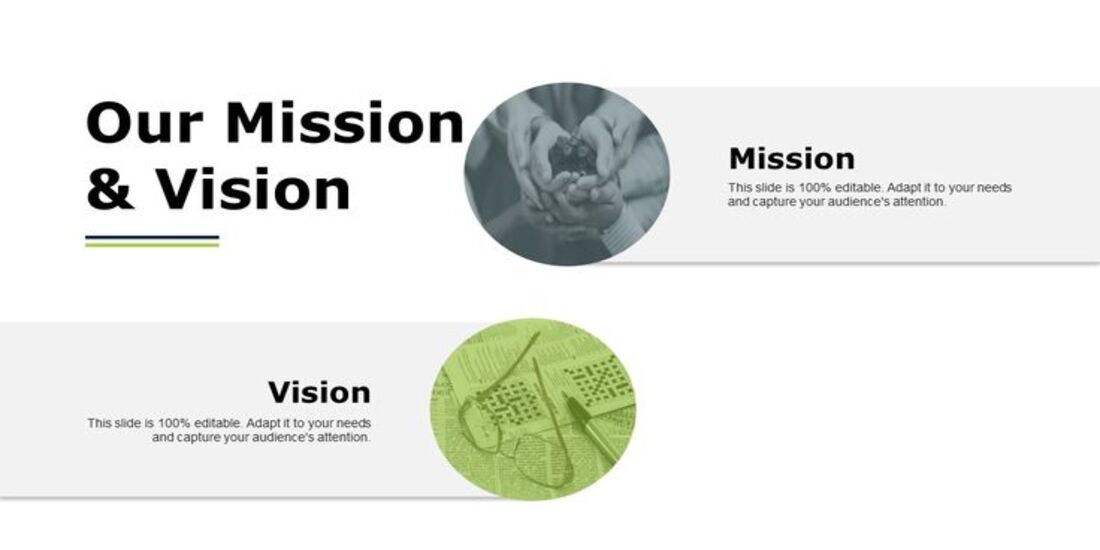 Our Mission
& Vision
Mission
This slide is 100% editable. Adapt it to your needs
and capture your audience's attention.
Vision
This slide is 100% editable. Adapt it to your needs
and capture your audience's attention.